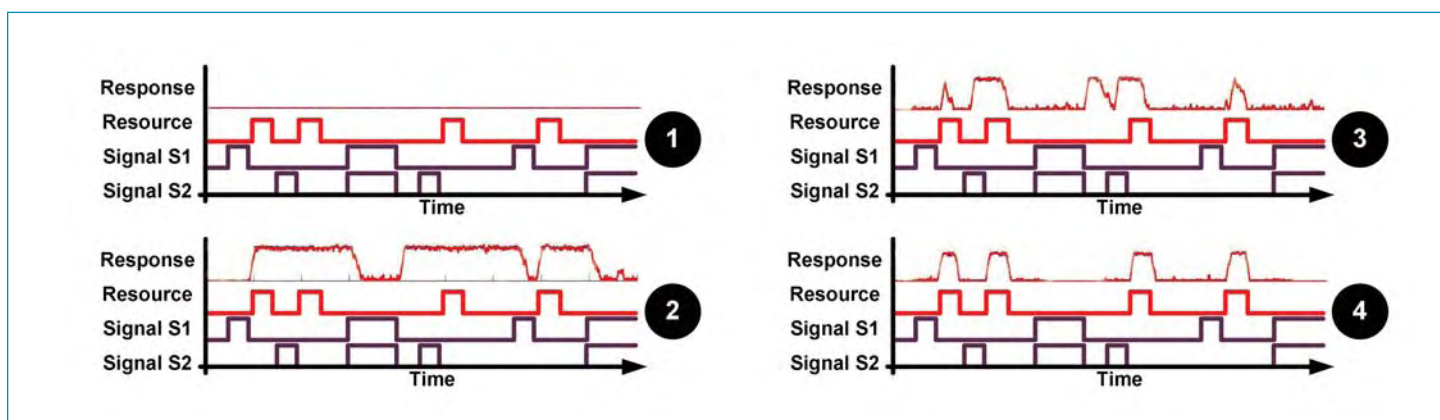 Response
Resource
Signal S1
Signal S2
Time
1
Response
Resource
Signal S1
Signal S2
Time
2
Response
Resource
Signal S1
Signal S2
Time
3
Response
Resource
Signal S1
Signal S2
Time
4